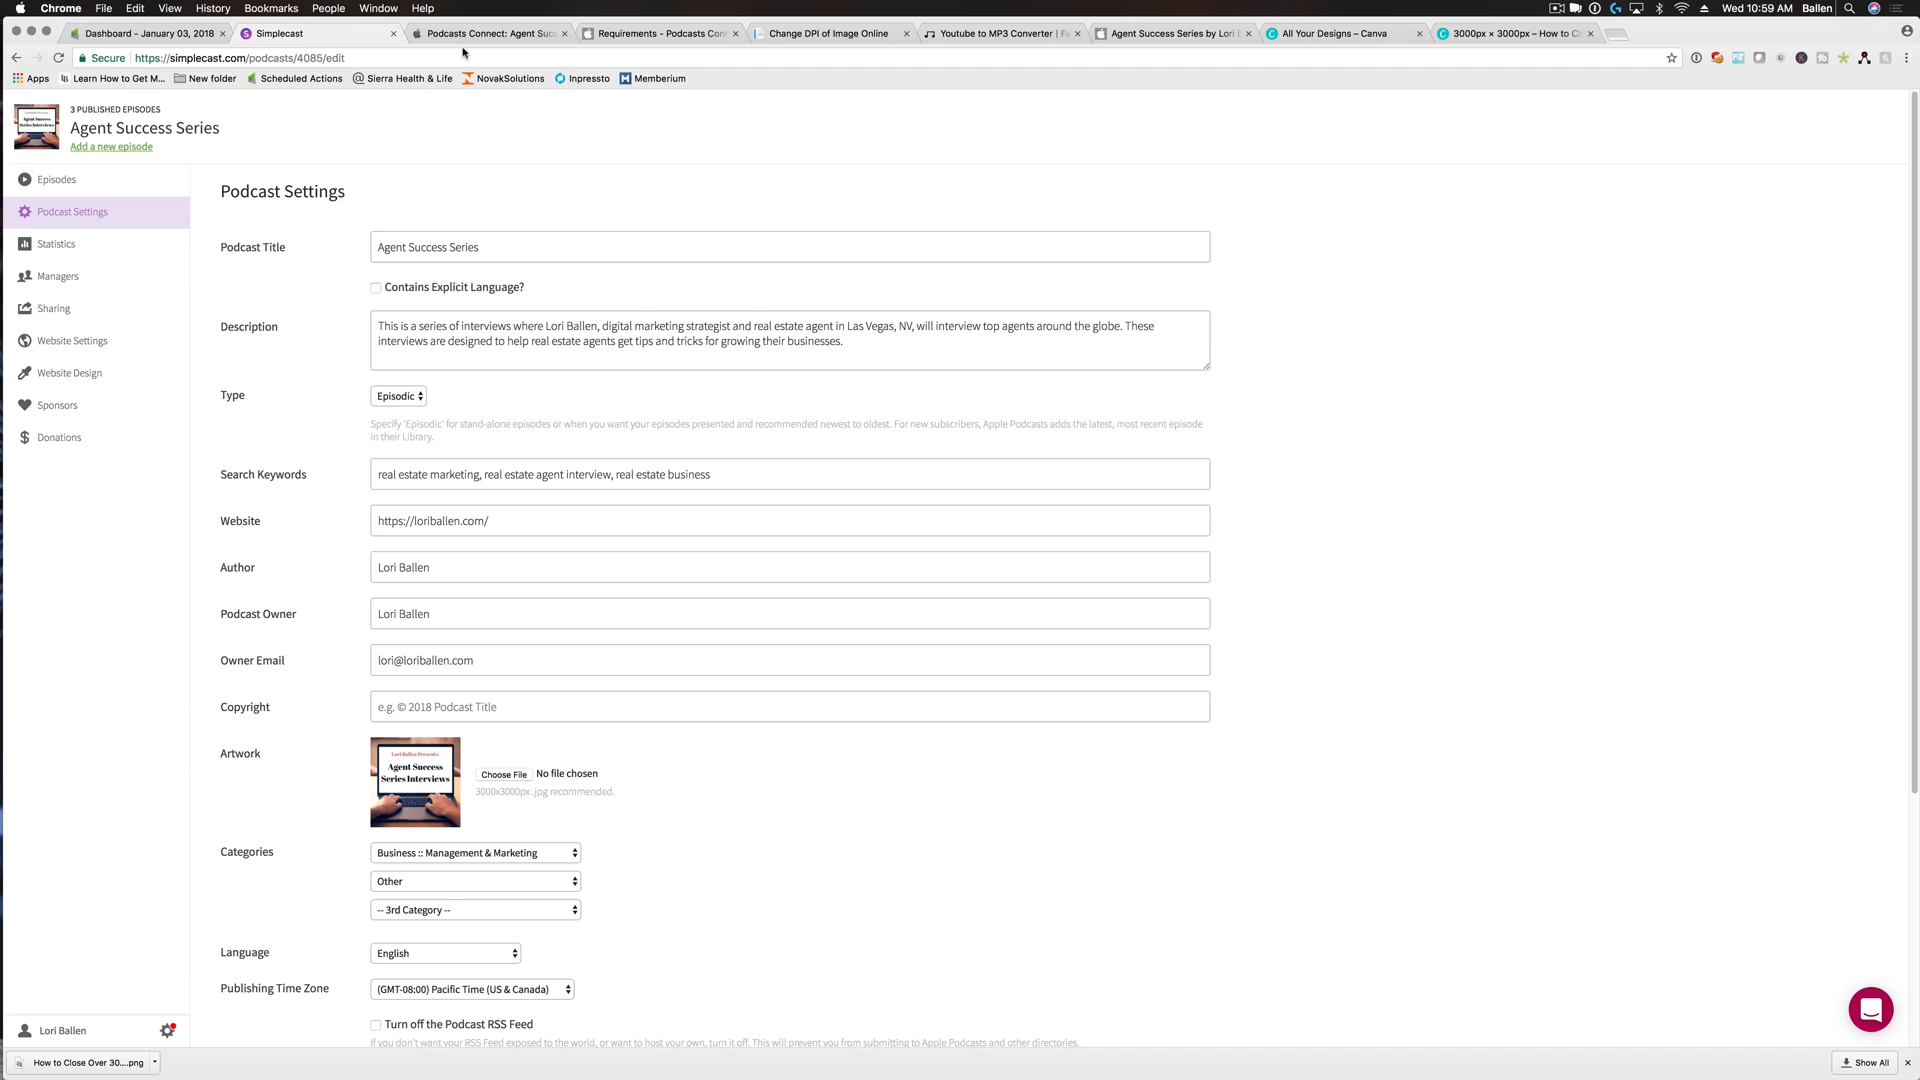 Chrome File Edit View History Bookmarks People Window Help Wed 10:59 AM Ballen
Dashboard - January 03, 2018 Simplecast Podcasts Connect: Agent Succ Requirements - Podcasts Con Change DPI of Image Online Youtube to MP3 Converter | F Agent Success Series by Lori B All Your Designs – Canva 3000px × 3000px – How to Cl
Secure https://simplecast.com/podcasts/4085/edit
Apps Learn How to Get M... New folder Scheduled Actions Sierra Health & Life NovakSolutions Inpressto Memberium
3 PUBLISHED EPISODES
Agent Success Series
Add a new episode
Episodes
Podcast Settings
Statistics
Managers
Sharing
Website Settings
Website Design
Sponsors
Donations
Podcast Settings
Podcast Title Agent Success Series
Contains Explicit Language?
Description This is a series of interviews where Lori Ballen, digital marketing strategist and real estate agent in Las Vegas, NV, will interview top agents around the globe. These
interviews are designed to help real estate agents get tips and tricks for growing their businesses.
Type Episodic
Specify 'Episodic' for stand-alone episodes or when you want your episodes presented and recommended newest to oldest. For new subscribers, Apple Podcasts adds the latest, most recent episode
in their Library.
Search Keywords real estate marketing, real estate agent interview, real estate business
Website https://loriballen.com/
Author Lori Ballen
Podcast Owner Lori Ballen
Owner Email lori@loriballen.com
Copyright e.g. © 2018 Podcast Title
Artwork
Lori Ballen Presents:
Agent Success
Series Interviews
Choose File No file chosen
3000x3000px .jpg recommended.
Categories Business :: Management & Marketing
Other
-- 3rd Category --
Language English
Publishing Time Zone (GMT-08:00) Pacific Time (US & Canada)
Turn off the Podcast RSS Feed
If you don't want your RSS Feed exposed to the world, or want to host your own, turn it off. This will prevent you from submitting to Apple Podcasts and other directories.
Lori Ballen
How to Close Over 30....png Show All